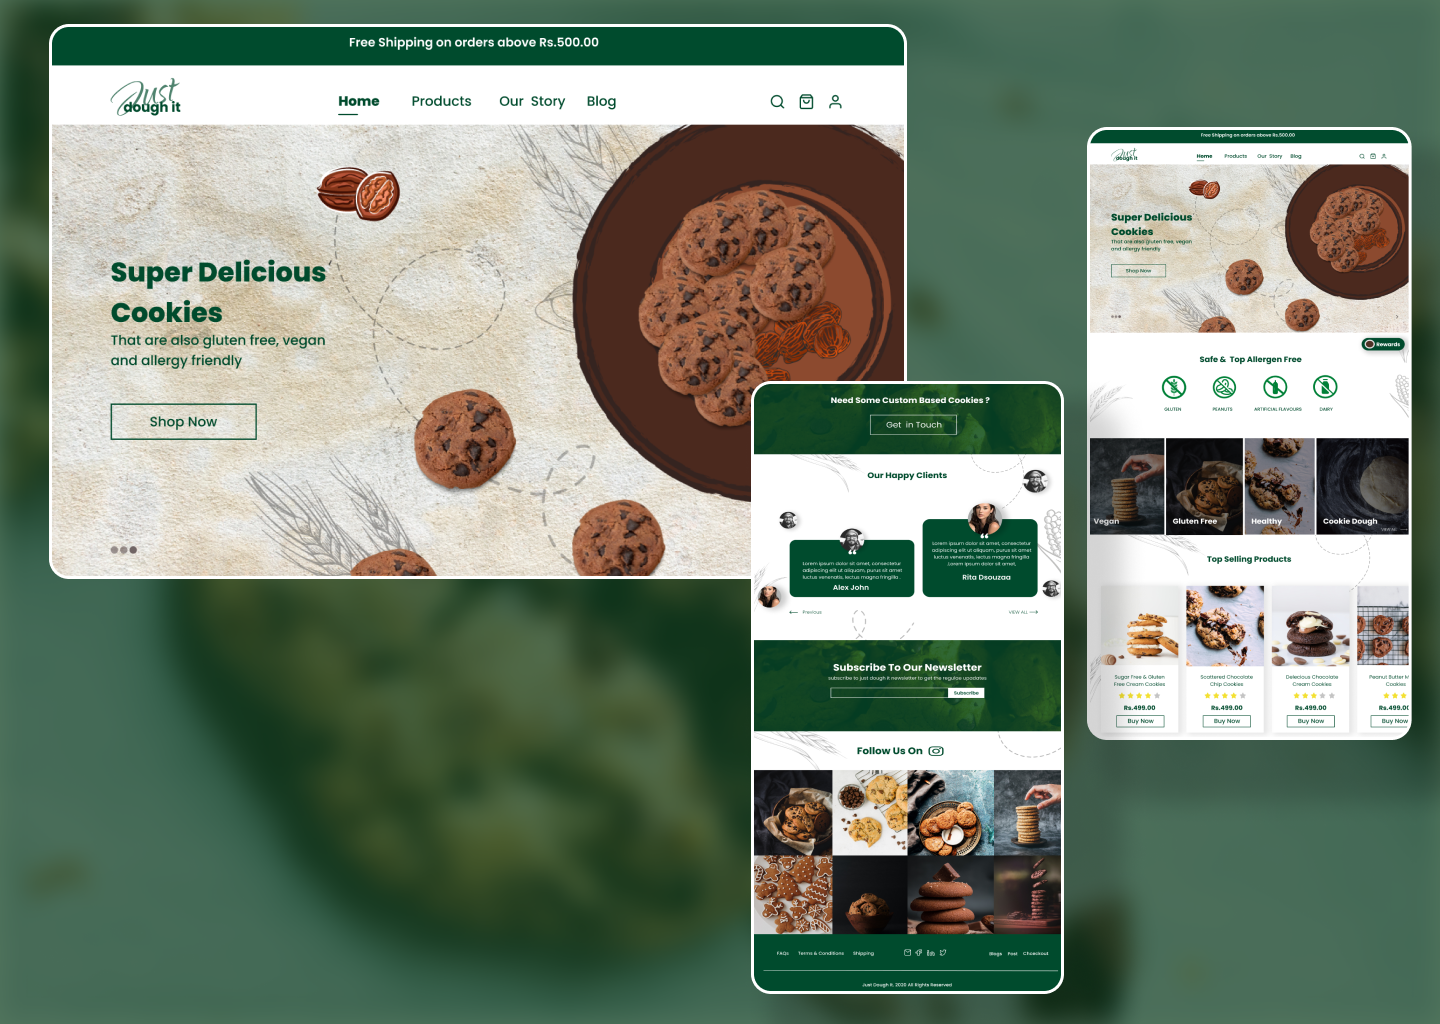 Free Shipping on orders above Rs.500.00
Just
dough it
Home Products Our Story Blog
Super Delicious
Cookies
That are also gluten free, vegan
and allergy friendly
Shop Now
Need Some Custom Based Cookies ?
Get in Touch
Our Happy Clients
Lorem ipsum dolor sit amet, consectetur
adipiscing elit ut aliquam, purus sit amet
luctus venenatis, lectus magna fringilla.
Alex John
Lorem ipsum dolor sit amet, consectetur
adipiscing elit ut aliquam, purus sit amet
luctus venenatis, lectus magna fringilla
.Lorem ipsum dolor sit amet,
Rita Dsouzaa
Previous
VIEW ALL
Subscribe To Our Newsletter
subscribe to just dough it newsletter to get the regulae upadates
Subscribe
Follow Us On
FAQs Terms & Conditions Shipping
Blogs Post Choeckout
Just Dough It. 2020 All Rights Reserved
Free Shipping on orders above Rs.500.00
Just
dough it
Home Products Our Story Blog
Super Delicious
Cookies
That are also gluten free, vegan
and allergy friendly
Shop Now
Rewards
Safe & Top Allergen Free
GLUTEN PEANUTS ARTIFICIAL FLAVOURS DAIRY
Vegan Gluten Free Healthy Cookie Dough
VIEW ALL
Top Selling Products
Sugar Free & Gluten
Free Cream Cookies
Rs.499.00
Buy Now
Scattered Chocolate
Chip Cookies
Rs.499.00
Buy Now
Delecious Chocolate
Cream Cookies
Rs.499.00
Buy Now
Peanut Butter M
Cookies
Rs.499.00
Buy Now